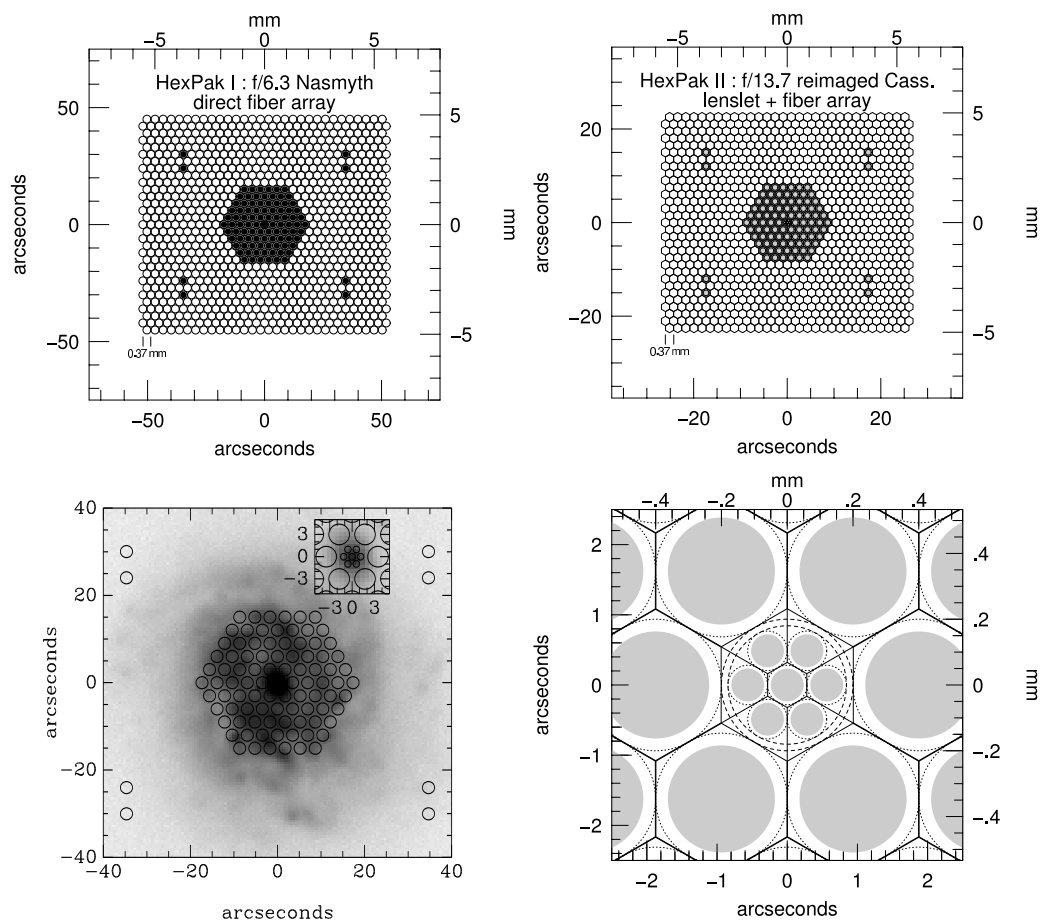 mm
−5 0 5
HexPak I : f/6.3 Nasmyth
direct fiber array
50
0
−50
arcseconds
5
0
−5
mm
0.37 mm
−50 0 50
arcseconds
mm
−5 0 5
HexPak II : f/13.7 reimaged Cass.
lenslet + fiber array
20
0
−20
arcseconds
5
0
−5
mm
0.37 mm
−20 0 20
arcseconds
40
20
0
−20
−40
arcseconds
3
0
−3
−3 0 3
−40 −20 0 20 40
arcseconds
mm
−.4 −.2 0 .2 .4
2
1
0
−1
−2
arcseconds
.4
.2
0
−.2
−.4
mm
−2 −1 0 1 2
arcseconds